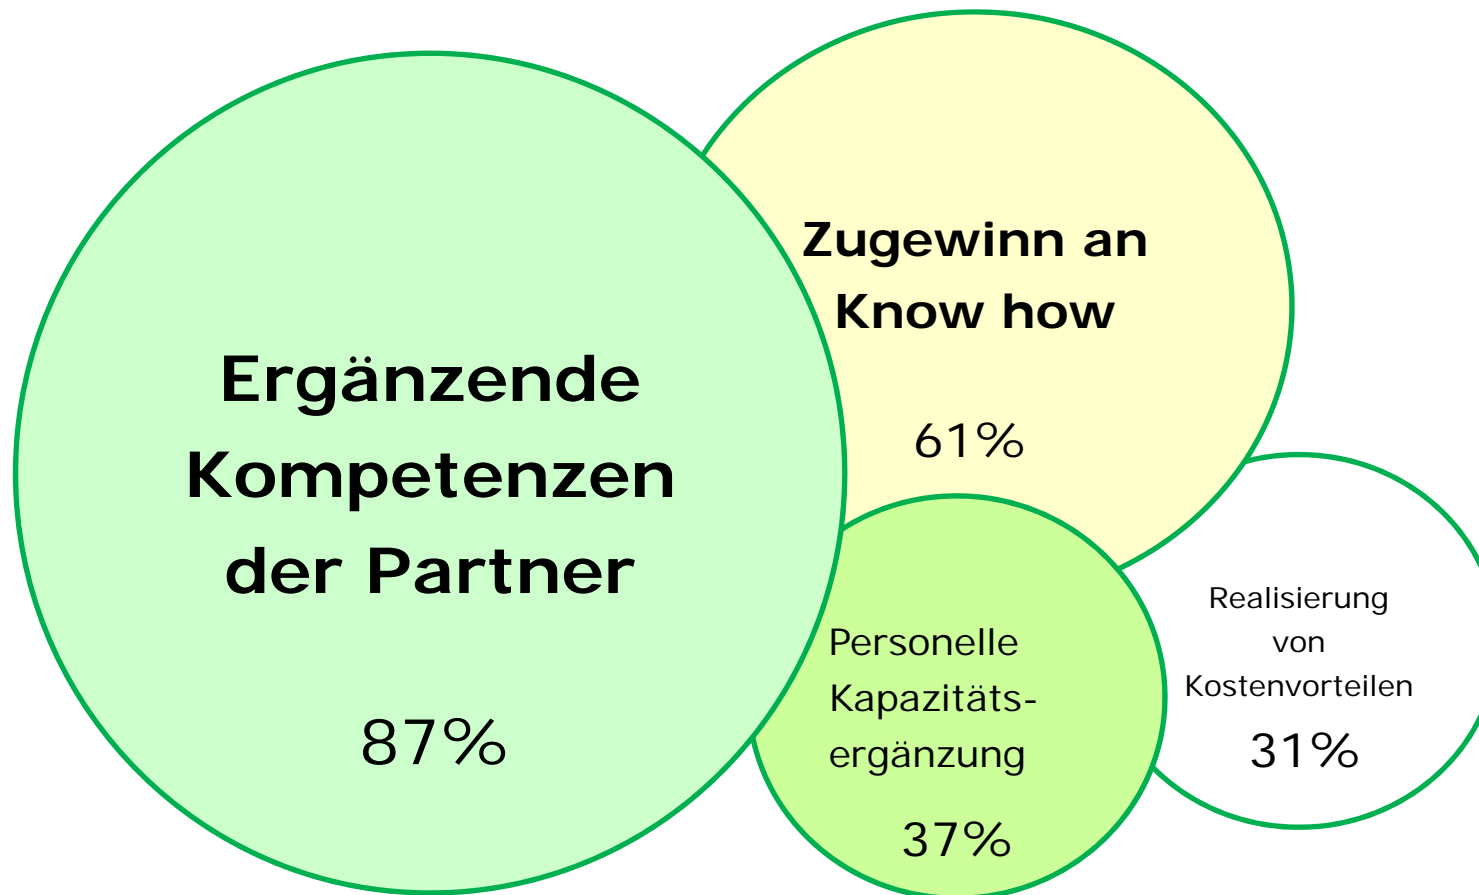 Ergänzende
Kompetenzen
der Partner
87%
Zugewinn an
Know how
61%
Personelle
Kapazitäts-
ergänzung
37%
Realisierung
von
Kostenvorteilen
31%